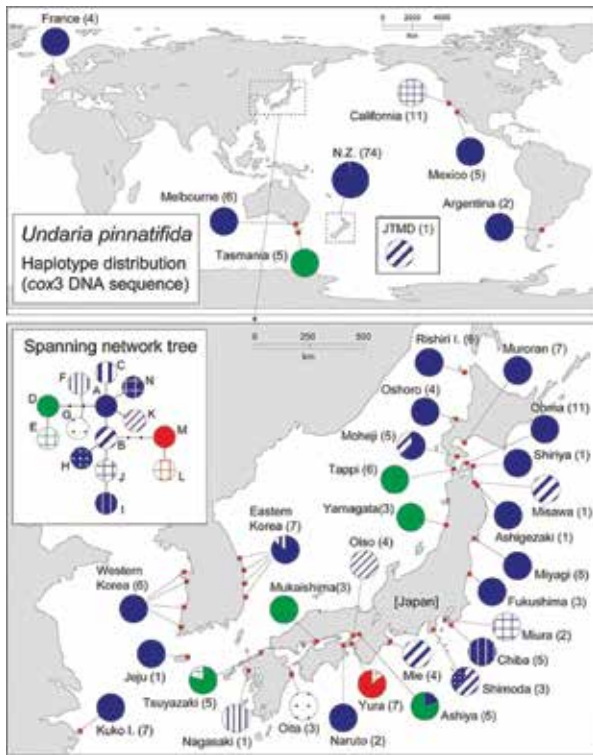 France (4)
2000 4000
Km
California (11)
N.Z. (74)
Mexico (5)
Melbourne (6)
Argentina (2)
Undaria pinnatifida
Haplotype distribution
(cox3 DNA sequence)
Tasmania (5)
JTMD (1)
0 250 500
km
Spanning network tree
C
F
A
N
D
G
K
M
E
B
H
J
L
I
Rishiri I. (6)
Muroran (7)
Oshoro (4)
Moheji (5)
Ohma (11)
Tappi (6)
Shiriya (1)
Yamagata(3)
Misawa (1)
Eastern
Korea (7)
Oiso (4)
Ashigezaki (1)
Western
Korea (6)
Mukaishima(3)
[Japan]
Miyagi (8)
Fukushima (3)
Miura (2)
Jeju (1)
Chiba (5)
Tsuyazaki (5)
Mie (4)
Shimoda (3)
Kuko I. (7)
Nagasaki (1)
Oita (3)
Naruto (2)
Yura (7)
Ashiya (6)